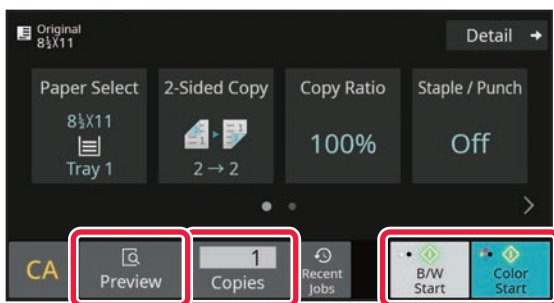 Original
8½X11
Detail
Paper Select
2-Sided Copy
Copy Ratio
Staple / Punch
8½X11
Tray 1
2→2
100%
Off
CA
Preview
1
Copies
Recent
Jobs
B/W
Start
Color
Start